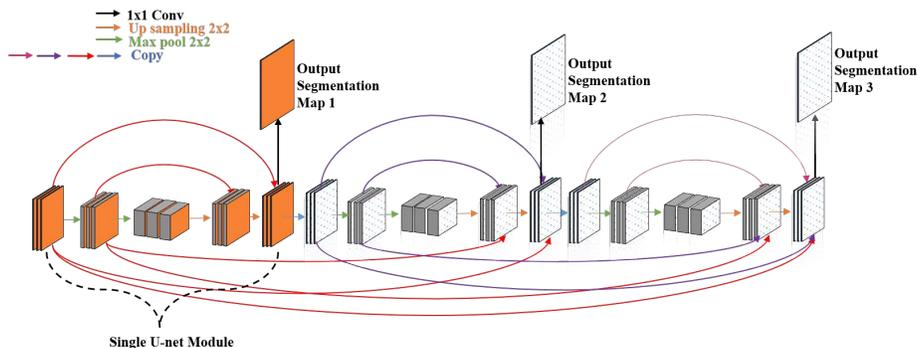 1x1 Conv
Up sampling 2x2
Max pool 2x2
Copy
Output
Segmentation
Map 1
Output
Segmentation
Map 2
Output
Segmentation
Map 3
Single U-net Module